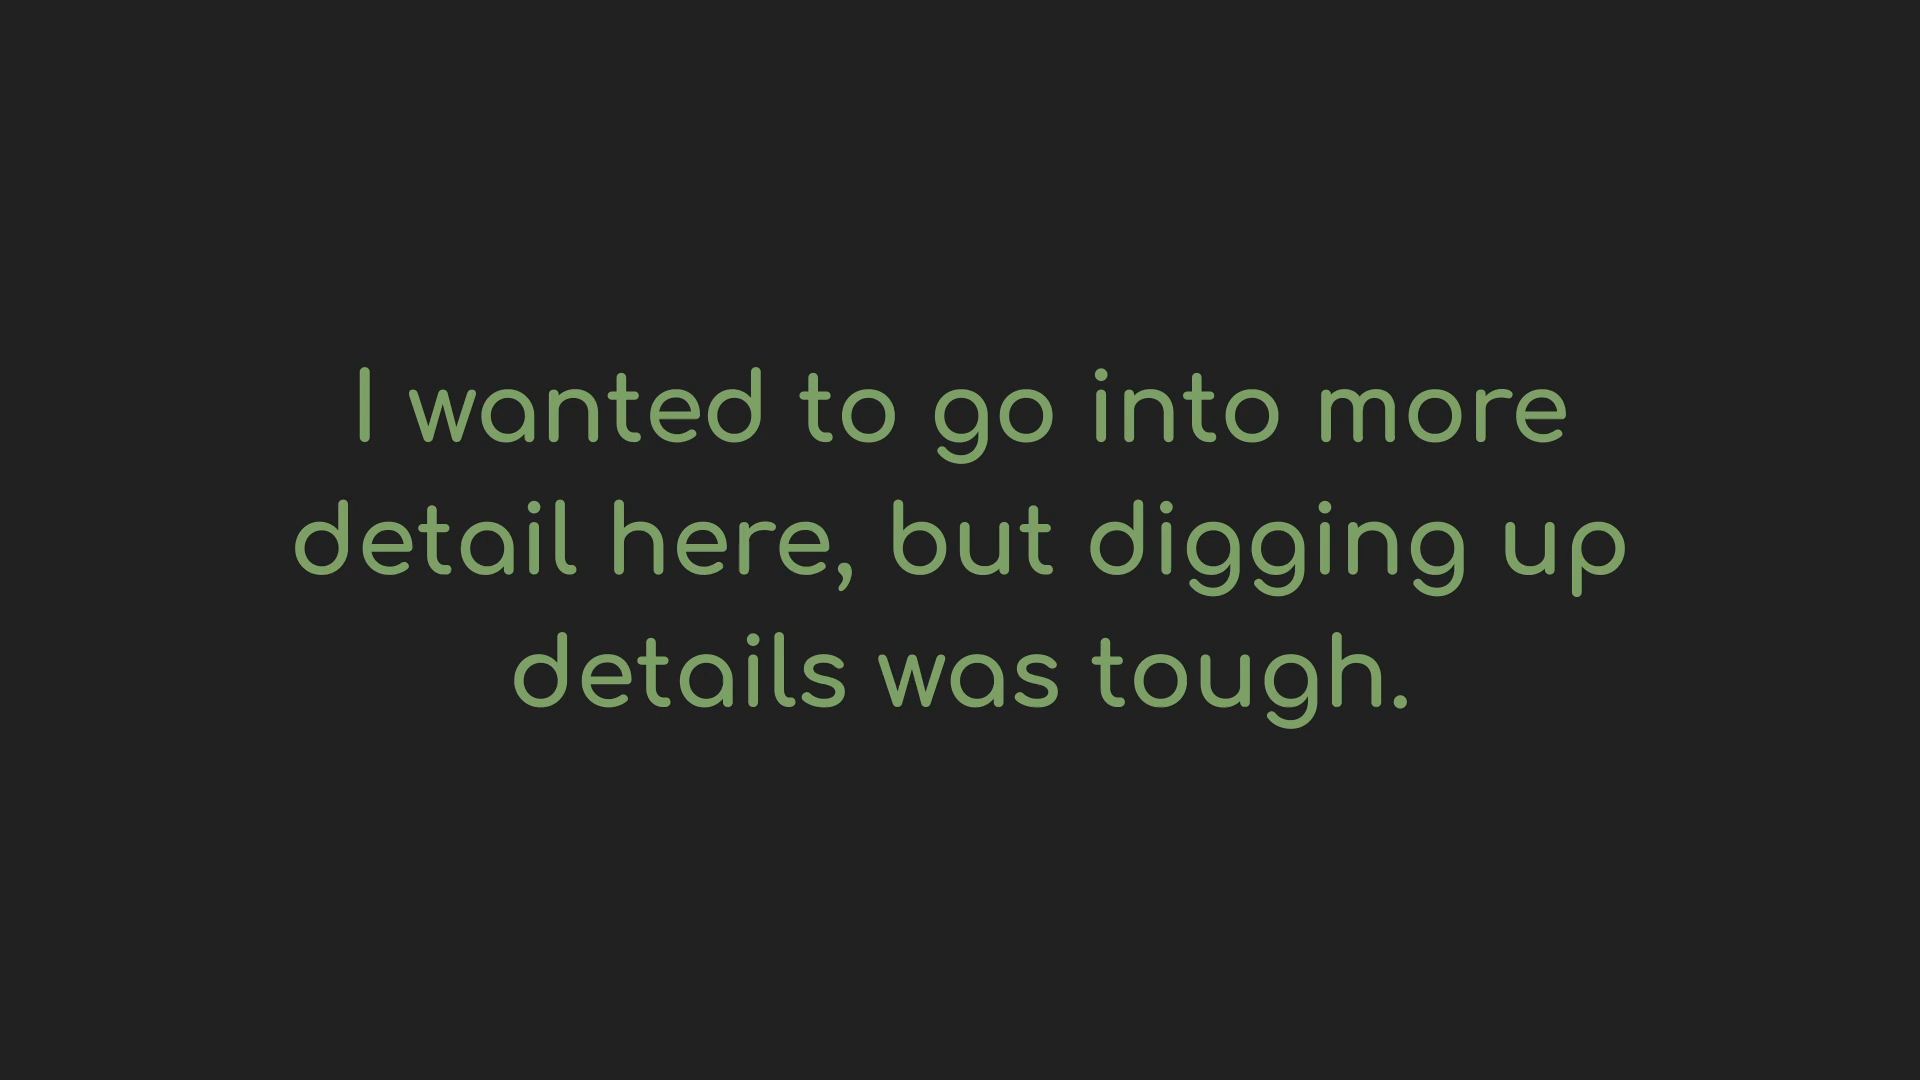 I wanted to go into more
detail here, but digging up
details was tough.